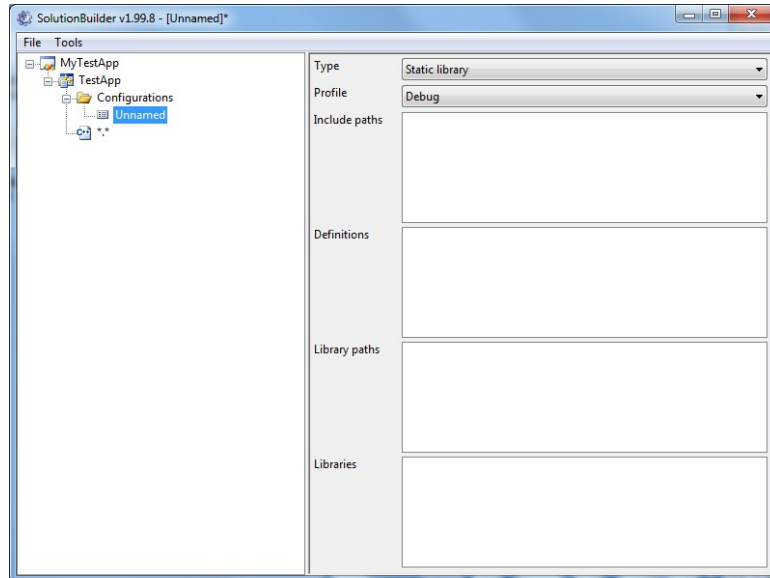 SolutionBuilder v1.99.8 - [Unnamed]*
File Tools
MyTestApp
TestApp
Configurations
Unnamed
C++ *.*
Type Static library
Profile Debug
Include paths
Definitions
Library paths
Libraries